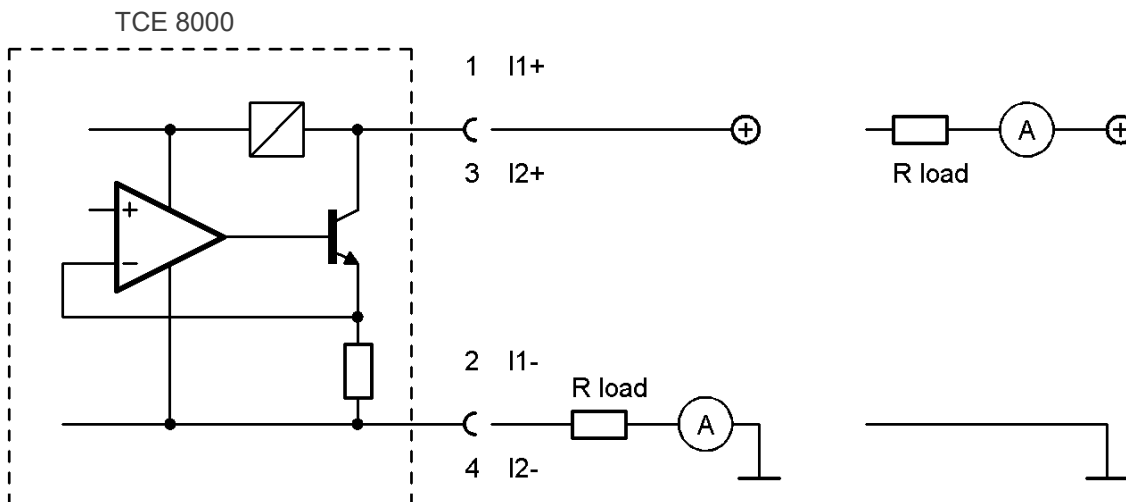 TCE 8000
1 I1+
3 I2+
R load
A
+
−
2 I1-
R load
A
4 I2-